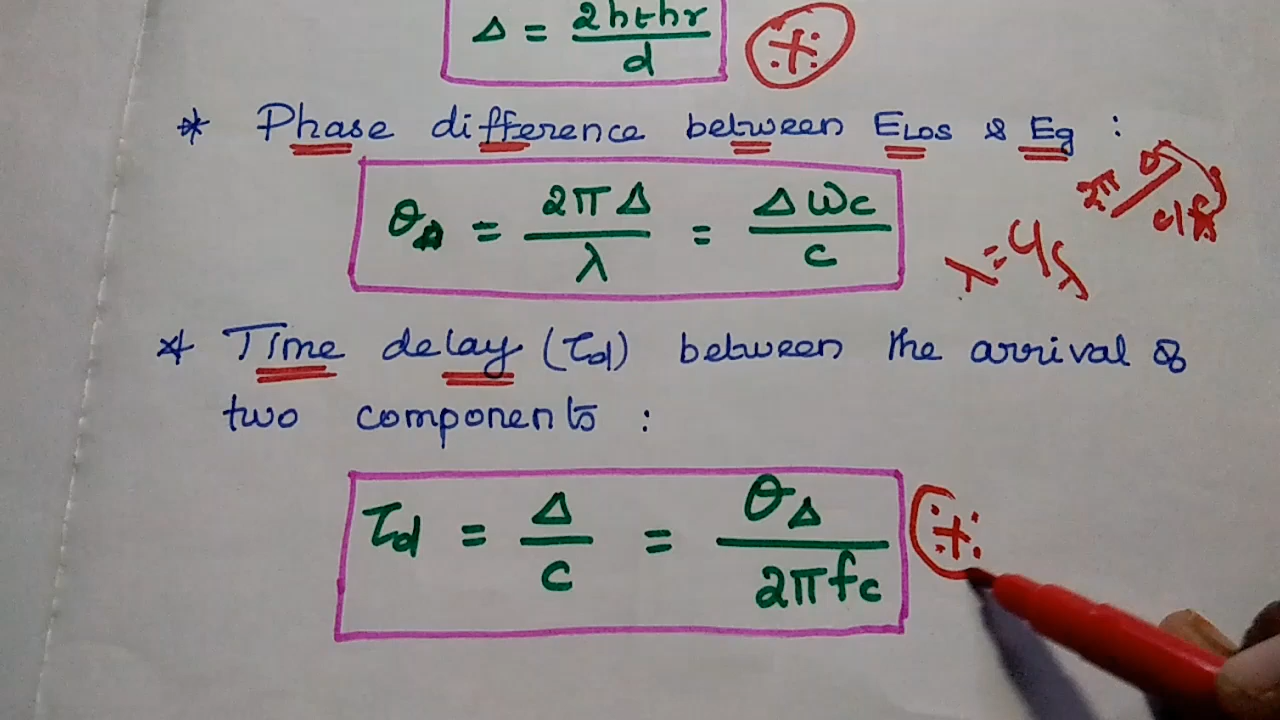 Δ = 2hthr / d
* Phase difference between ELOS & Eg :
θΔ = 2πΔ / λ = Δωc / c
* Time delay (τd) between the arrival of
two components :
τd = Δ / c = θΔ / 2πfc